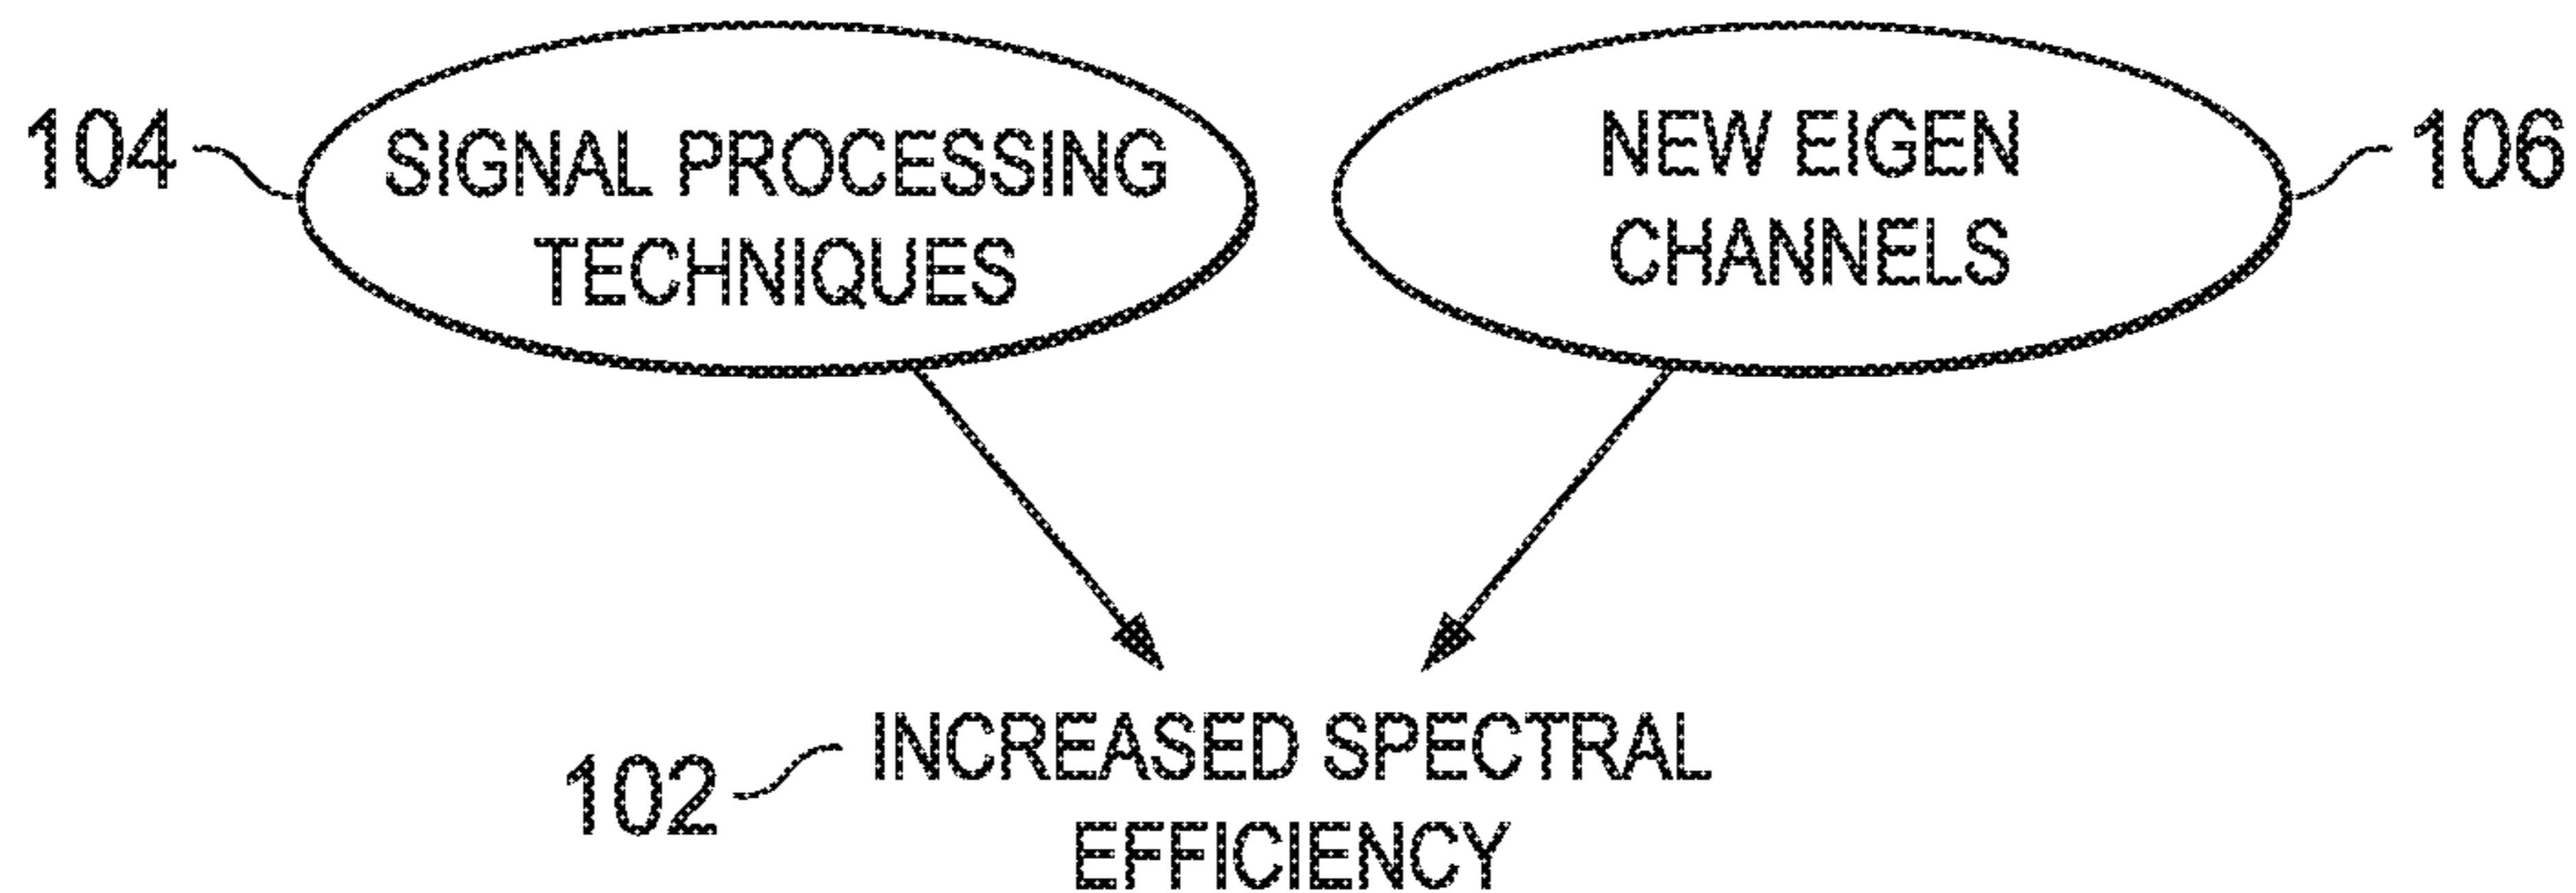 104
SIGNAL PROCESSING
TECHNIQUES
NEW EIGEN
CHANNELS
106
102
INCREASED SPECTRAL
EFFICIENCY